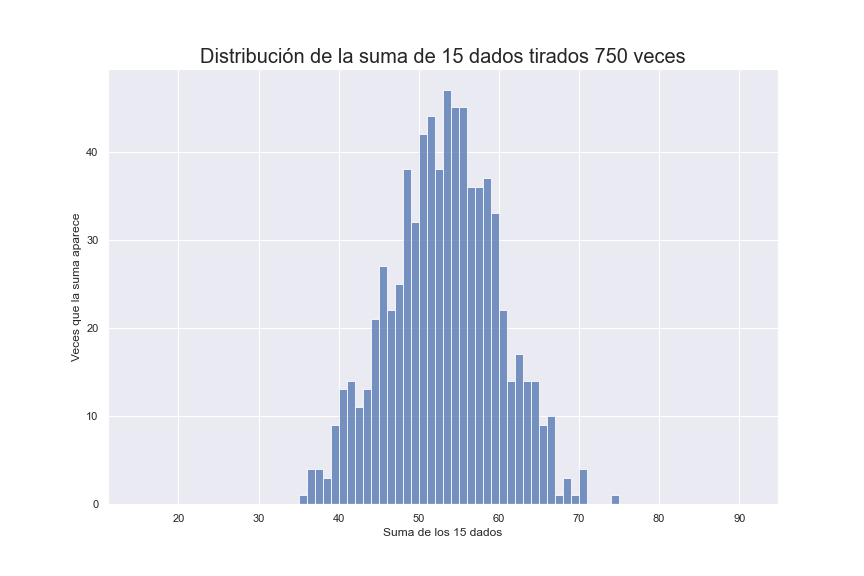 Distribución de la suma de 15 dados tirados 750 veces
Veces que la suma aparece
40
30
20
10
0
20 30 40 50 60 70 80 90
Suma de los 15 dados